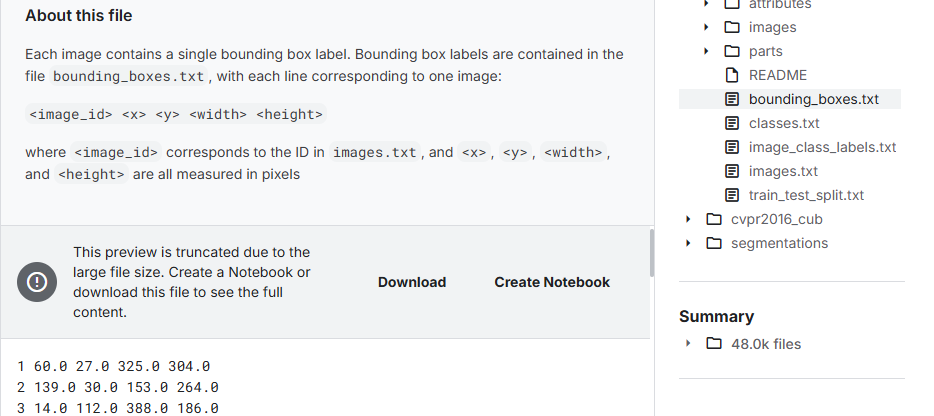 About this file
Each image contains a single bounding box label. Bounding box labels are contained in the
file bounding_boxes.txt , with each line corresponding to one image:
<image_id> <x> <y> <width> <height>
where <image_id> corresponds to the ID in images.txt , and <x> , <y> , <width> ,
and <height> are all measured in pixels
This preview is truncated due to the
large file size. Create a Notebook or
download this file to see the full
content.
Download
Create Notebook
1 60.0 27.0 325.0 304.0
2 139.0 30.0 153.0 264.0
3 14.0 112.0 388.0 186.0
attributes
images
parts
README
bounding_boxes.txt
classes.txt
image_class_labels.txt
images.txt
train_test_split.txt
cvpr2016_cub
segmentations
Summary
48.0k files